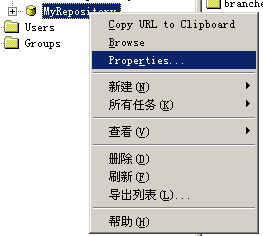 MyRepository
Users
Groups
branche
Copy URL to Clipboard
Browse
Properties...
新建(N)
所有任务(K)
查看(V)
删除(D)
刷新(F)
导出列表(L)...
帮助(H)